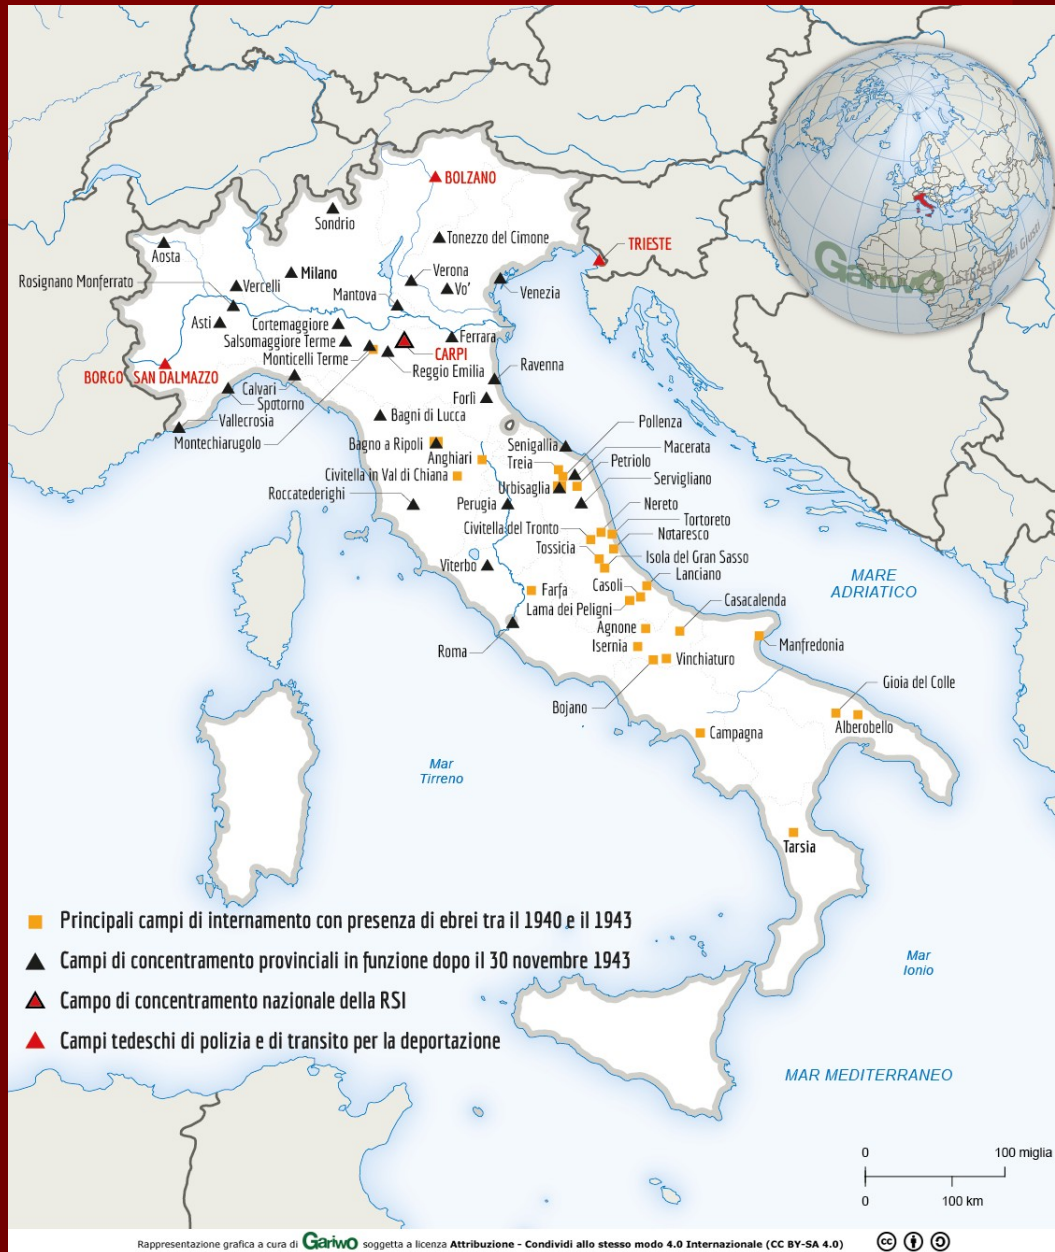 BOLZANO
Sondrio
Tonezzo del Cimone
TRIESTE
Aosta
Rosignano Monferrato
Vercelli
Milano
Verona
Vo'
Venezia
Mantova
Asti
Cortemaggiore
Salsomaggiore Terme
Monticelli Terme
Ferrara
CARPI
Reggio Emilia
Ravenna
BORGO SAN DALMAZZO
Calvari
Spotorno
Vallecrosia
Montechiarugolo
Forlì
Bagni di Lucca
Pollenza
Bagno a Ripoli
Senigallia
Macerata
Anghiari
Treia
Petriolo
Civitella in Val di Chiana
Urbisaglia
Servigliano
Roccatederighi
Perugia
Nereto
Civitella del Tronto
Tortoreto
Notaresco
Tossicia
Isola del Gran Sasso
Viterbo
Lanciano
Farfa
Casoli
Lama dei Peligni
Casacalenda
Agnone
Roma
Isernia
Manfredonia
Vinchiaturo
Bojano
Gioia del Colle
Alberobello
Campagna
Tarsia
MARE
ADRIATICO
Mar
Tirreno
Mar
Ionio
MAR MEDITERRANEO
Gariwo
la foresta dei Giusti
Principali campi di internamento con presenza di ebrei tra il 1940 e il 1943
Campi di concentramento provinciali in funzione dopo il 30 novembre 1943
Campo di concentramento nazionale della RSI
Campi tedeschi di polizia e di transito per la deportazione
0 100 miglia
0 100 km
Rappresentazione grafica a cura di Gariwo soggetta a licenza Attribuzione - Condividi allo stesso modo 4.0 Internazionale (CC BY-SA 4.0)
cc